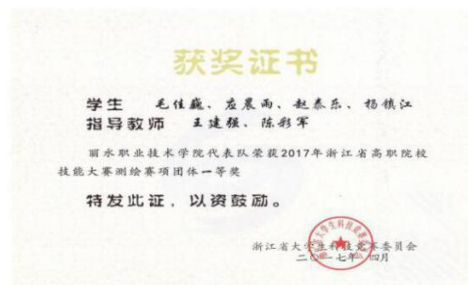 获奖证书
学生 毛佳巍、应晨雨、赵泰乐、杨镇江
指导教师 王建强、陈彩军
丽水职业技术学院代表队荣获2017年浙江省高职院校
技能大赛测绘赛项团体一等奖
特发此证，以资鼓励。
浙江省大学生科技竞赛委员会
二〇一七年 四月